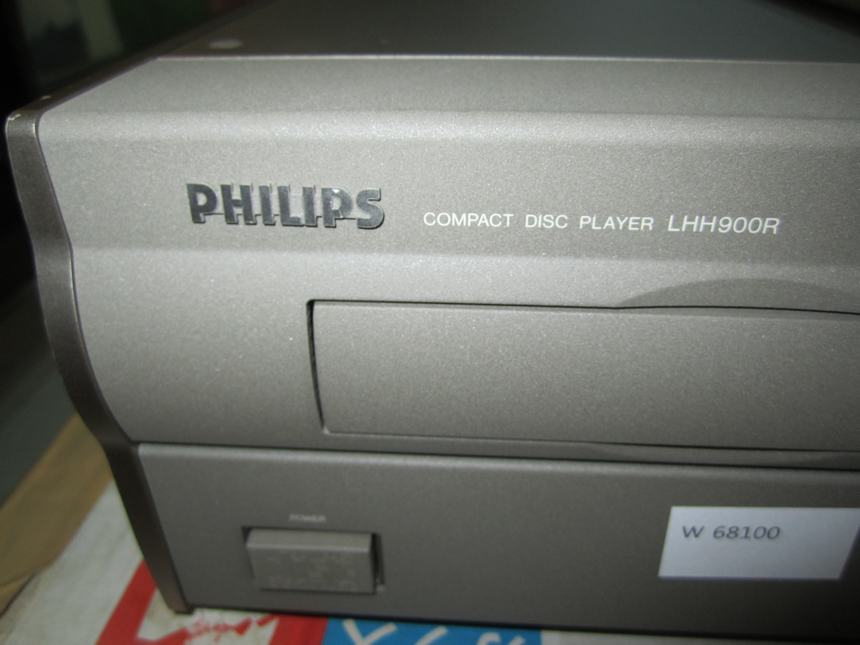 PHILIPS COMPACT DISC PLAYER LHH900R
POWER
W 68100